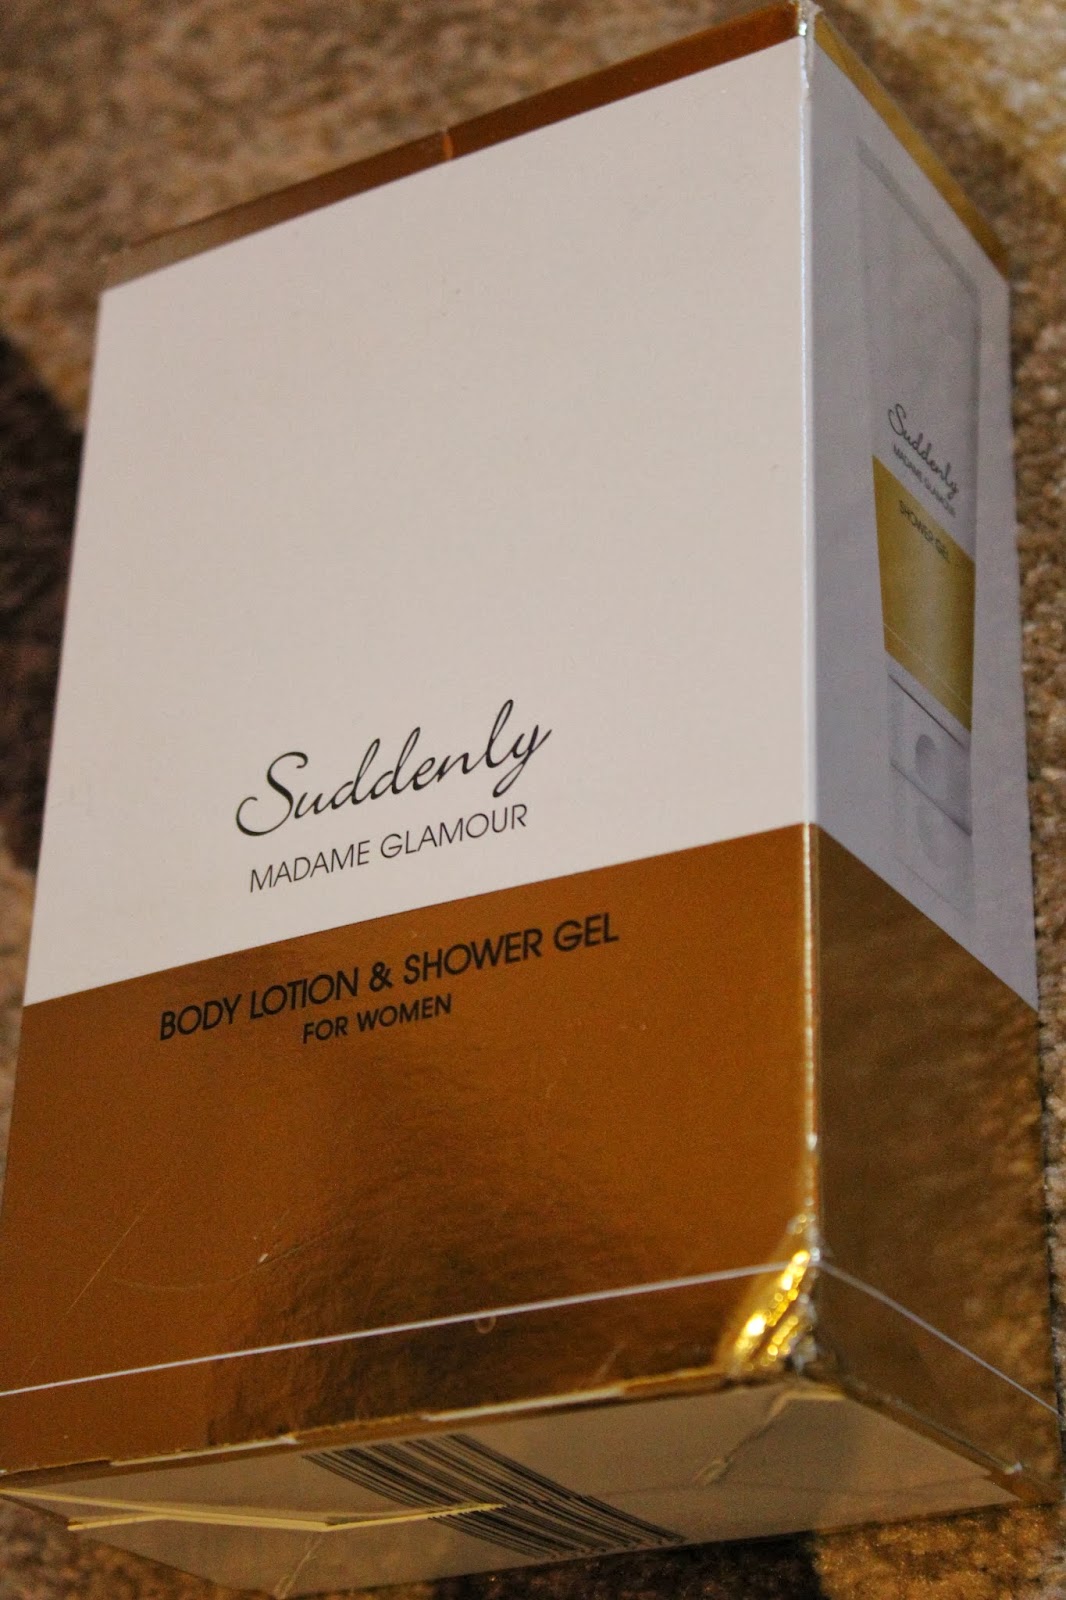 Suddenly
MADAME GLAMOUR
BODY LOTION & SHOWER GEL
FOR WOMEN
Suddenly
MADAME GLAMOUR
SHOWER GEL